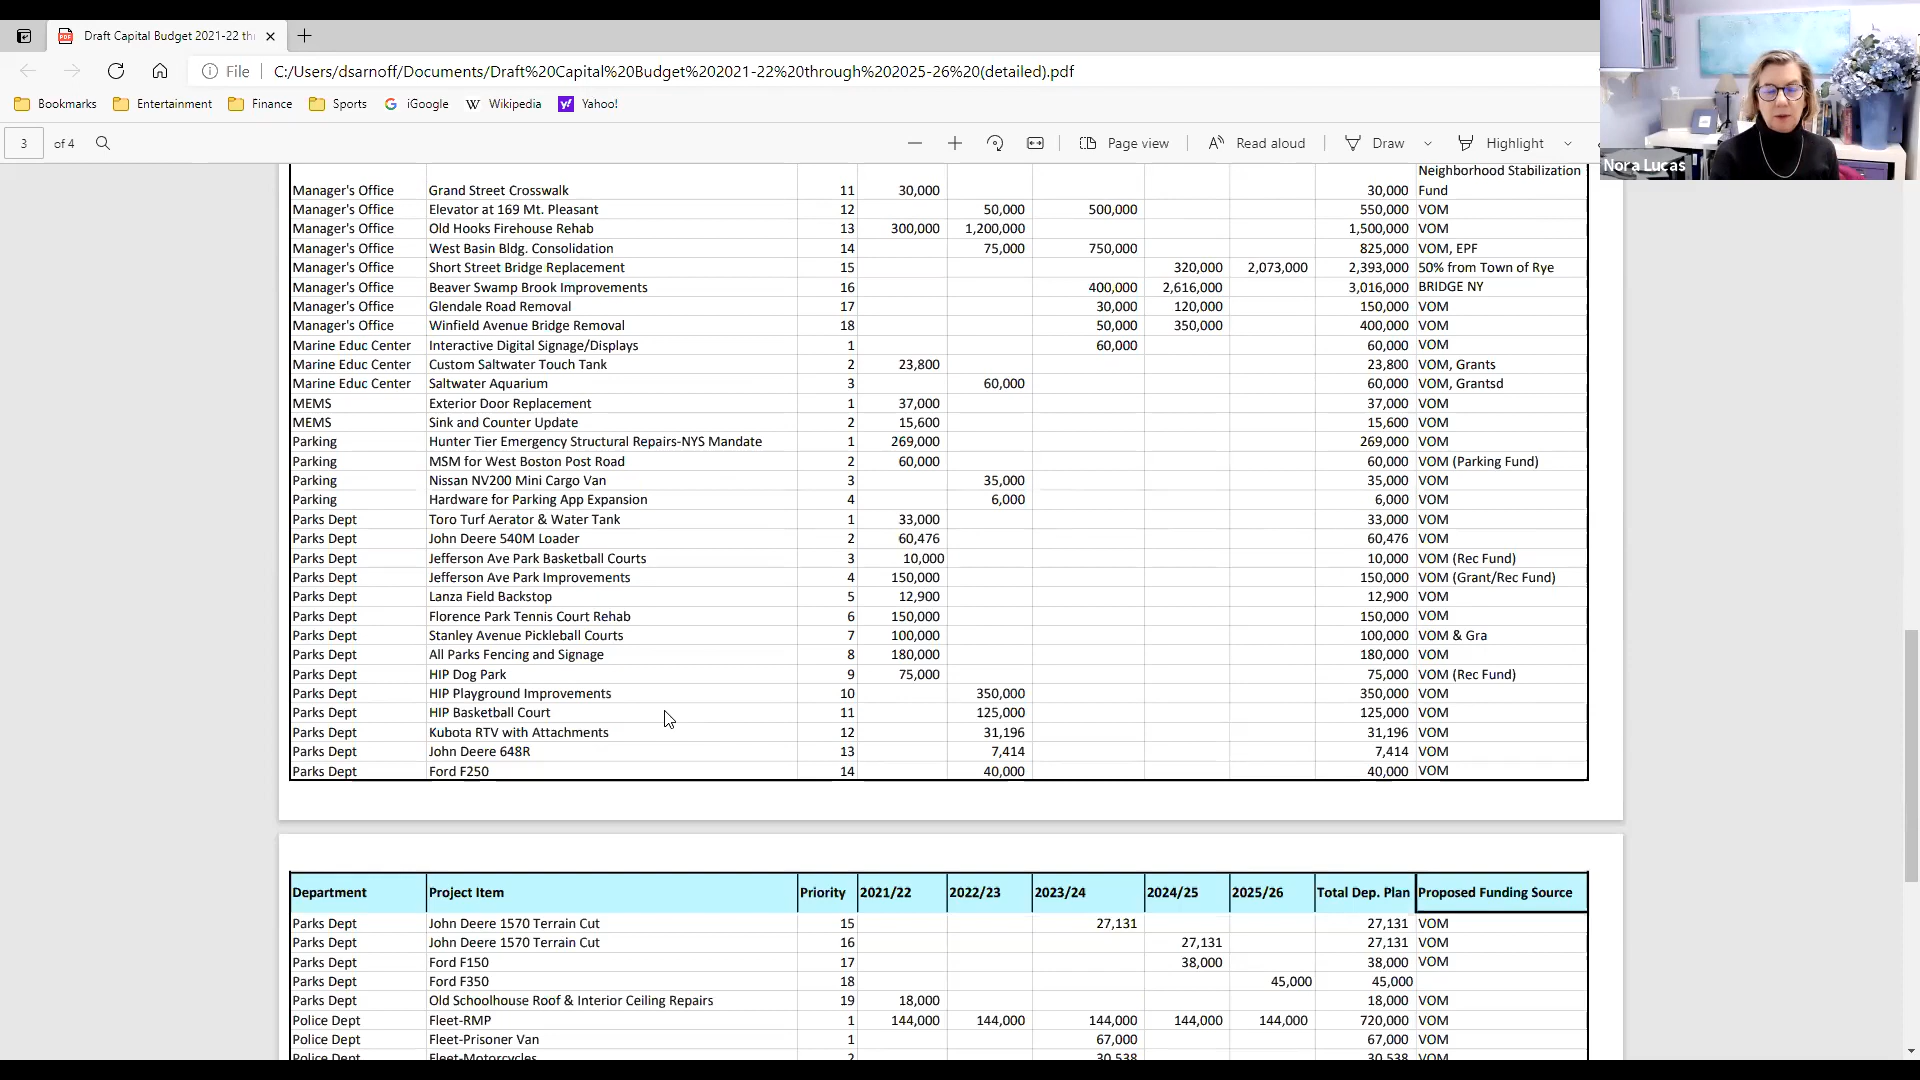 Draft Capital Budget 2021-22 th
File C:/Users/dsarnoff/Documents/Draft%20Capital%20Budget%202021-22%20through%202025-26%20(detailed).pdf
Bookmarks Entertainment Finance Sports iGoogle Wikipedia Yahoo!
3 of 4 Page view Read aloud Draw Highlight
Nora Lucas
Neighborhood Stabilization
Manager's Office Grand Street Crosswalk 11 30,000 30,000 Fund
Manager's Office Elevator at 169 Mt. Pleasant 12 50,000 500,000 550,000 VOM
Manager's Office Old Hooks Firehouse Rehab 13 300,000 1,200,000 1,500,000 VOM
Manager's Office West Basin Bldg. Consolidation 14 75,000 750,000 825,000 VOM, EPF
Manager's Office Short Street Bridge Replacement 15 320,000 2,073,000 2,393,000 50% from Town of Rye
Manager's Office Beaver Swamp Brook Improvements 16 400,000 2,616,000 3,016,000 BRIDGE NY
Manager's Office Glendale Road Removal 17 30,000 120,000 150,000 VOM
Manager's Office Winfield Avenue Bridge Removal 18 50,000 350,000 400,000 VOM
Marine Educ Center Interactive Digital Signage/Displays 1 60,000 60,000 VOM
Marine Educ Center Custom Saltwater Touch Tank 2 23,800 23,800 VOM, Grants
Marine Educ Center Saltwater Aquarium 3 60,000 60,000 VOM, Grantsd
MEMS Exterior Door Replacement 1 37,000 37,000 VOM
MEMS Sink and Counter Update 2 15,600 15,600 VOM
Parking Hunter Tier Emergency Structural Repairs-NYS Mandate 1 269,000 269,000 VOM
Parking MSM for West Boston Post Road 2 60,000 60,000 VOM (Parking Fund)
Parking Nissan NV200 Mini Cargo Van 3 35,000 35,000 VOM
Parking Hardware for Parking App Expansion 4 6,000 6,000 VOM
Parks Dept Toro Turf Aerator & Water Tank 1 33,000 33,000 VOM
Parks Dept John Deere 540M Loader 2 60,476 60,476 VOM
Parks Dept Jefferson Ave Park Basketball Courts 3 10,000 10,000 VOM (Rec Fund)
Parks Dept Jefferson Ave Park Improvements 4 150,000 150,000 VOM (Grant/Rec Fund)
Parks Dept Lanza Field Backstop 5 12,900 12,900 VOM
Parks Dept Florence Park Tennis Court Rehab 6 150,000 150,000 VOM
Parks Dept Stanley Avenue Pickleball Courts 7 100,000 100,000 VOM & Gra
Parks Dept All Parks Fencing and Signage 8 180,000 180,000 VOM
Parks Dept HIP Dog Park 9 75,000 75,000 VOM (Rec Fund)
Parks Dept HIP Playground Improvements 10 350,000 350,000 VOM
Parks Dept HIP Basketball Court 11 125,000 125,000 VOM
Parks Dept Kubota RTV with Attachments 12 31,196 31,196 VOM
Parks Dept John Deere 648R 13 7,414 7,414 VOM
Parks Dept Ford F250 14 40,000 40,000 VOM
Department Project Item Priority 2021/22 2022/23 2023/24 2024/25 2025/26 Total Dep. Plan Proposed Funding Source
Parks Dept John Deere 1570 Terrain Cut 15 27,131 27,131 VOM
Parks Dept John Deere 1570 Terrain Cut 16 27,131 27,131 VOM
Parks Dept Ford F150 17 38,000 38,000 VOM
Parks Dept Ford F350 18 45,000 45,000
Parks Dept Old Schoolhouse Roof & Interior Ceiling Repairs 19 18,000 18,000 VOM
Police Dept Fleet-RMP 1 144,000 144,000 144,000 144,000 144,000 720,000 VOM
Police Dept Fleet-Prisoner Van 1 67,000 67,000 VOM
Police Dept Fleet-Motorcycles 2 30,538 30,538 VOM